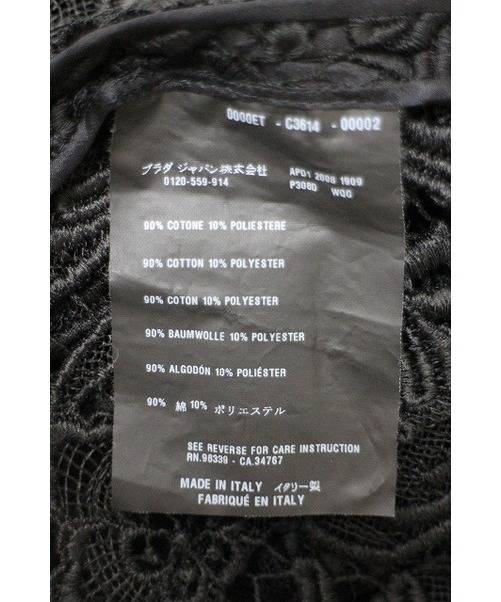 0000ET - C3614 - 00002
プラダ ジャパン株式会社 APD1 2008 1909
0120-559-914 P308D WQG
90% COTONE 10% POLIESTERE
90% COTTON 10% POLYESTER
90% COTON 10% POLYESTER
90% BAUMWOLLE 10% POLYESTER
90% ALGODÓN 10% POLIÉSTER
90% 綿 10% ポリエステル
SEE REVERSE FOR CARE INSTRUCTION
RN.98339 - CA.34767
MADE IN ITALY イタリー製
FABRIQUÉ EN ITALY